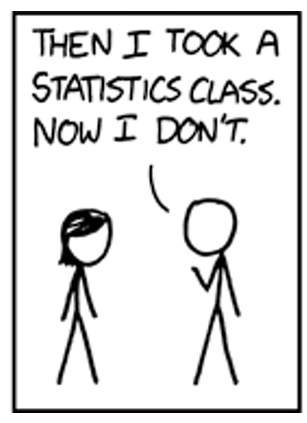 THEN I TOOK A
STATISTICS CLASS.
NOW I DON'T.